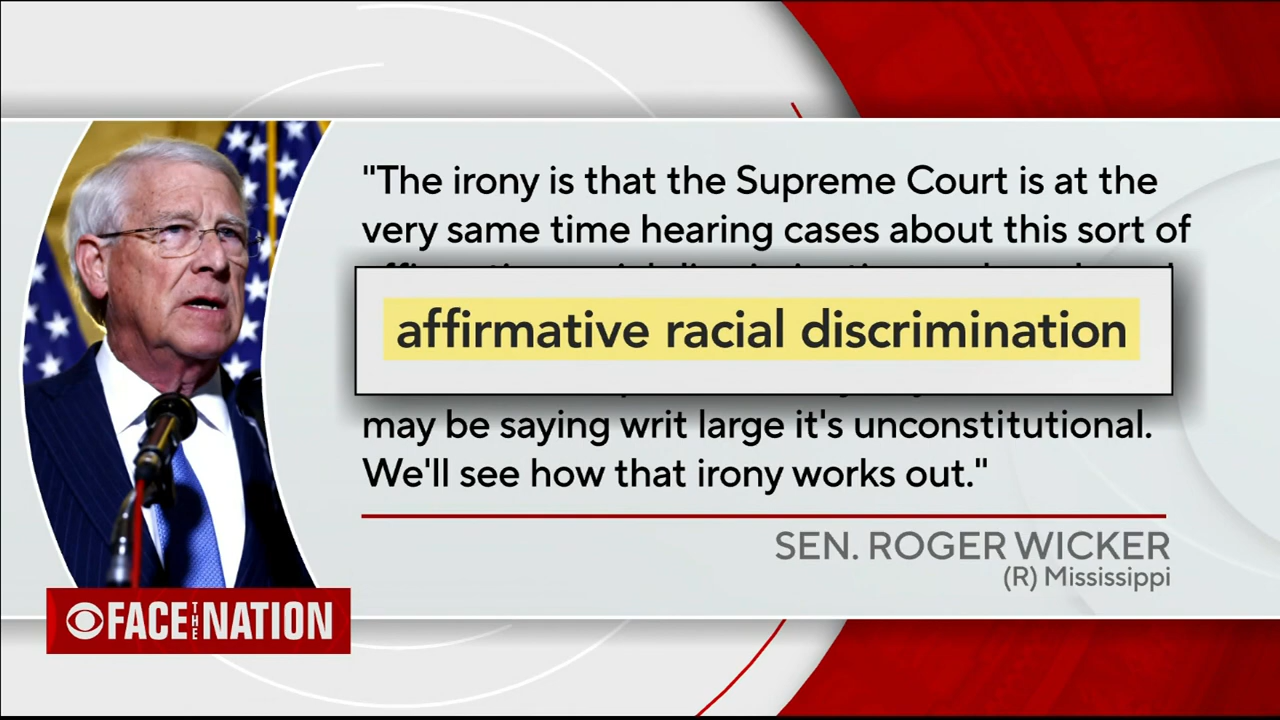 "The irony is that the Supreme Court is at the
very same time hearing cases about this sort of
affirmative racial discrimination
may be saying writ large it's unconstitutional.
We'll see how that irony works out."
SEN. ROGER WICKER
(R) Mississippi
FACE THE NATION